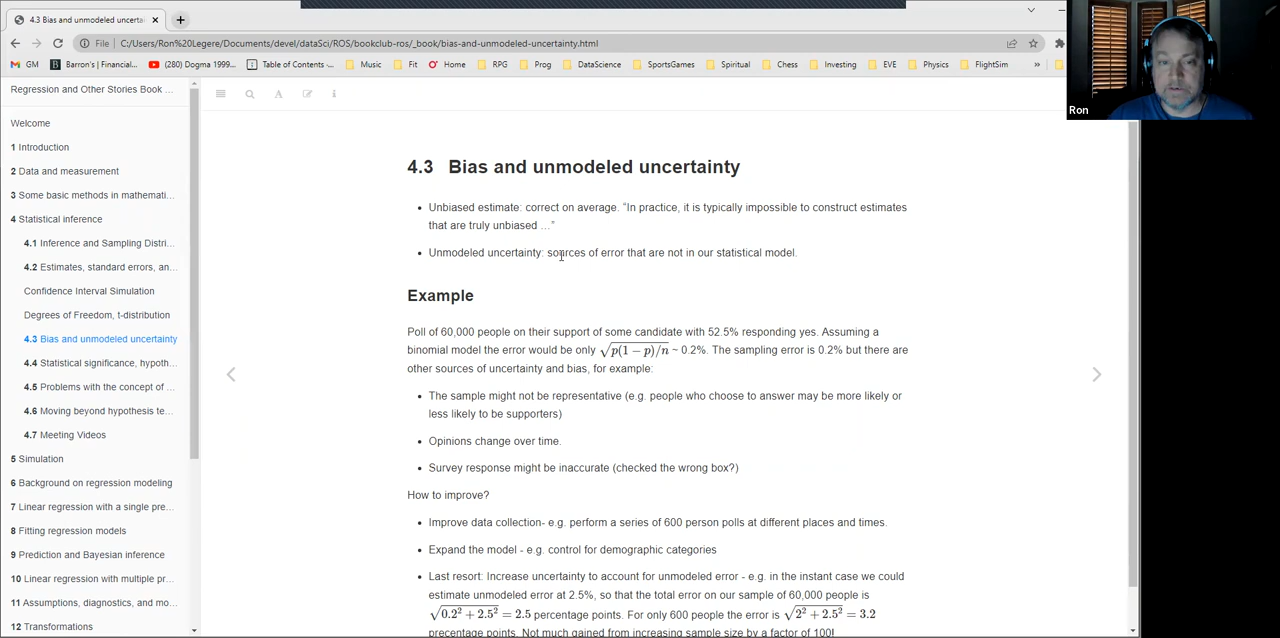 4.3 Bias and unmodeled uncertai
File
C:/Users/Ron%20Legere/Documents/devel/dataSci/ROS/bookclub-ros/_book/bias-and-unmodeled-uncertainty.html
GM
Barron's | Financial...
(280) Dogma 1999...
Table of Contents -...
Music
Fit
Home
RPG
Prog
DataScience
SportsGames
Spiritual
Chess
Investing
EVE
Physics
FlightSim
»
Ron
Regression and Other Stories Book ...
Welcome
1 Introduction
2 Data and measurement
3 Some basic methods in mathemati...
4 Statistical inference
4.1 Inference and Sampling Distri...
4.2 Estimates, standard errors, an...
Confidence Interval Simulation
Degrees of Freedom, t-distribution
4.3 Bias and unmodeled uncertainty
4.4 Statistical significance, hypoth...
4.5 Problems with the concept of ...
4.6 Moving beyond hypothesis te...
4.7 Meeting Videos
5 Simulation
6 Background on regression modeling
7 Linear regression with a single pre...
8 Fitting regression models
9 Prediction and Bayesian inference
10 Linear regression with multiple pr...
11 Assumptions, diagnostics, and mo...
12 Transformations
4.3 Bias and unmodeled uncertainty
• Unbiased estimate: correct on average. “In practice, it is typically impossible to construct estimates
that are truly unbiased …”
• Unmodeled uncertainty: sources of error that are not in our statistical model.
Example
Poll of 60,000 people on their support of some candidate with 52.5% responding yes. Assuming a
binomial model the error would be only √p(1 − p)/n ~ 0.2%. The sampling error is 0.2% but there are
other sources of uncertainty and bias, for example:
• The sample might not be representative (e.g. people who choose to answer may be more likely or
less likely to be supporters)
• Opinions change over time.
• Survey response might be inaccurate (checked the wrong box?)
How to improve?
• Improve data collection- e.g. perform a series of 600 person polls at different places and times.
• Expand the model - e.g. control for demographic categories
• Last resort: Increase uncertainty to account for unmodeled error - e.g. in the instant case we could
estimate unmodeled error at 2.5%, so that the total error on our sample of 60,000 people is
√0.2² + 2.5² = 2.5 percentage points. For only 600 people the error is √2² + 2.5² = 3.2
precentage points. Not much gained from increasing sample size by a factor of 100!